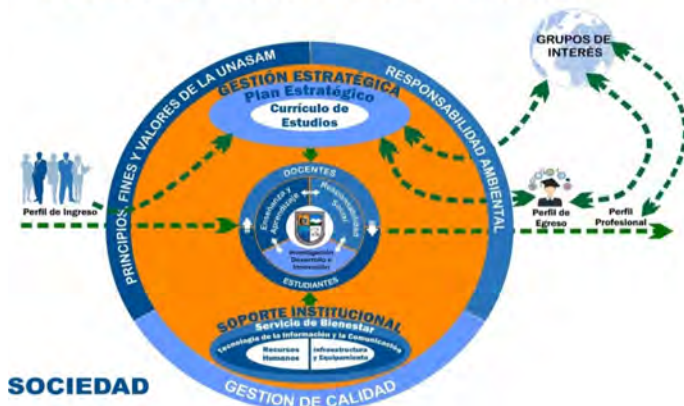 GRUPOS DE
INTERÉS
PRINCIPIOS, FINES Y VALORES DE LA UNASAM
RESPONSABILIDAD AMBIENTAL
GESTIÓN ESTRATÉGICA
Plan Estratégico
Currículo de
Estudios
Perfil de Ingreso
DOCENTES
Enseñanza y
Aprendizaje
Responsabilidad
Social
Investigación
Desarrollo e
Innovación
ESTUDIANTES
Perfil de
Egreso
Perfil
Profesional
SOPORTE INSTITUCIONAL
Servicio de Bienestar
Tecnología de la Información y la Comunicación
Recursos
Humanos
Infraestructura
y Equipamiento
SOCIEDAD
GESTION DE CALIDAD